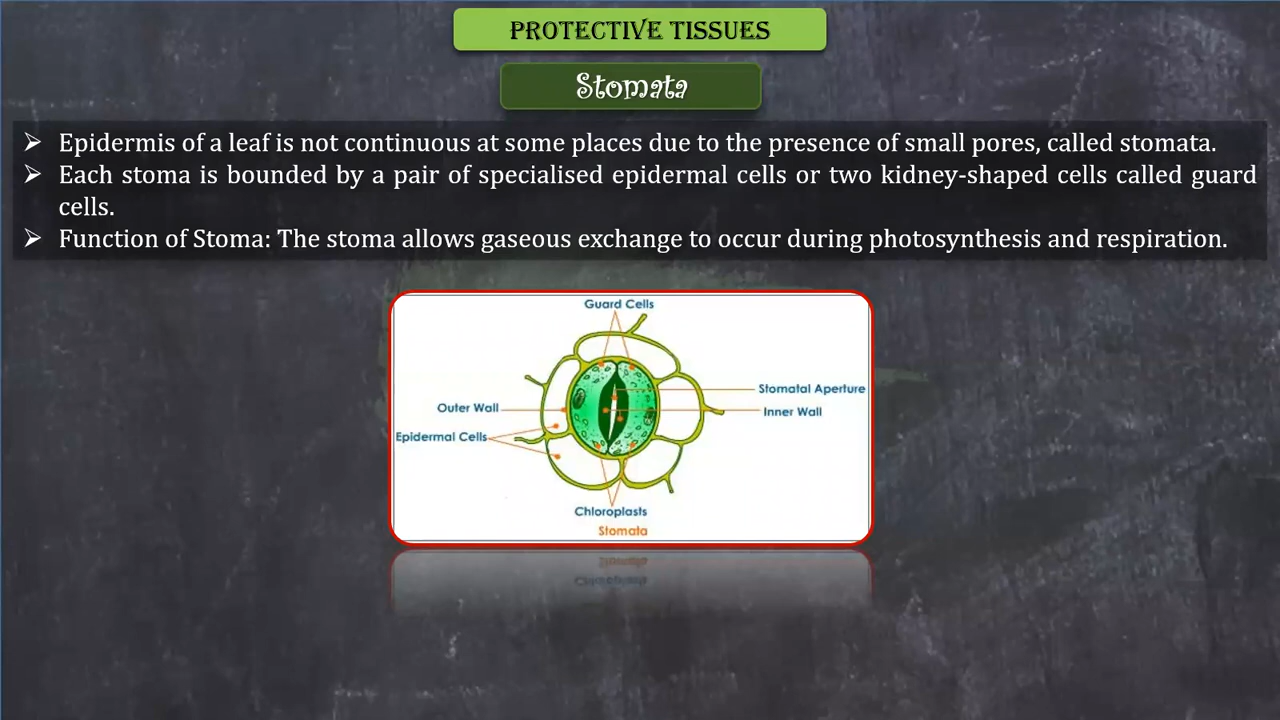 PROTECTIVE TISSUES
Stomata
➢ Epidermis of a leaf is not continuous at some places due to the presence of small pores, called stomata.
➢ Each stoma is bounded by a pair of specialised epidermal cells or two kidney-shaped cells called guard
cells.
➢ Function of Stoma: The stoma allows gaseous exchange to occur during photosynthesis and respiration.
Guard Cells
Stomatal Aperture
Outer Wall
Inner Wall
Epidermal Cells
Chloroplasts
Stomata